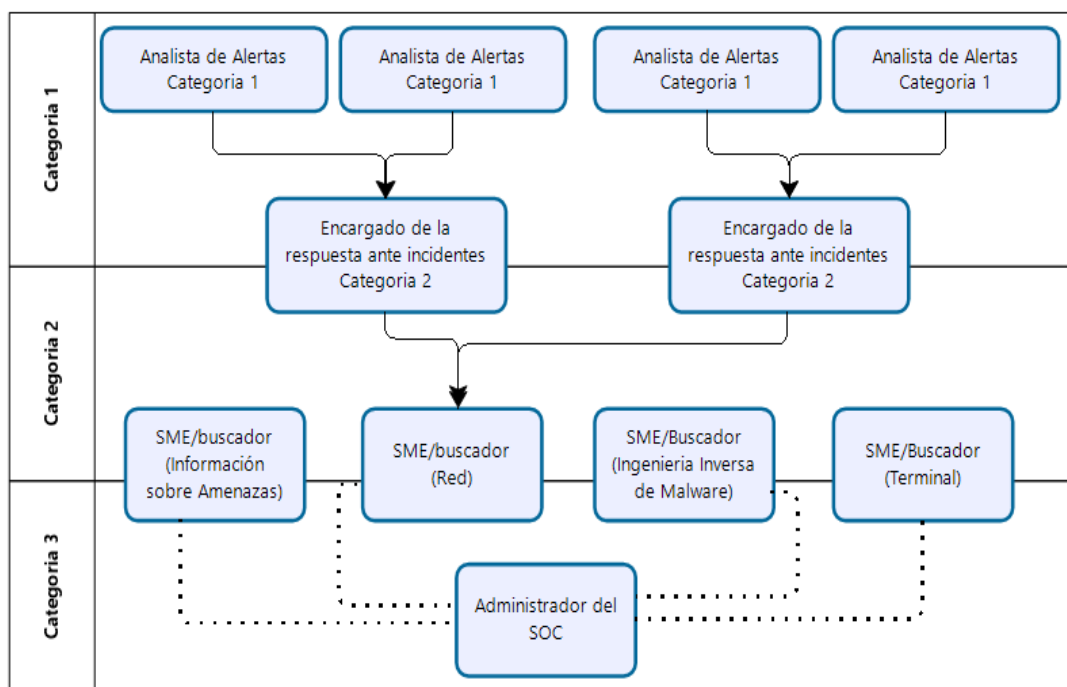 Categoria 1
Analista de Alertas
Categoria 1
Analista de Alertas
Categoria 1
Analista de Alertas
Categoria 1
Analista de Alertas
Categoria 1
Encargado de la
respuesta ante incidentes
Categoria 2
Encargado de la
respuesta ante incidentes
Categoria 2
Categoria 2
SME/buscador
(Información
sobre Amenazas)
SME/buscador
(Red)
SME/Buscador
(Ingenieria Inversa
de Malware)
SME/Buscador
(Terminal)
Categoria 3
Administrador del
SOC